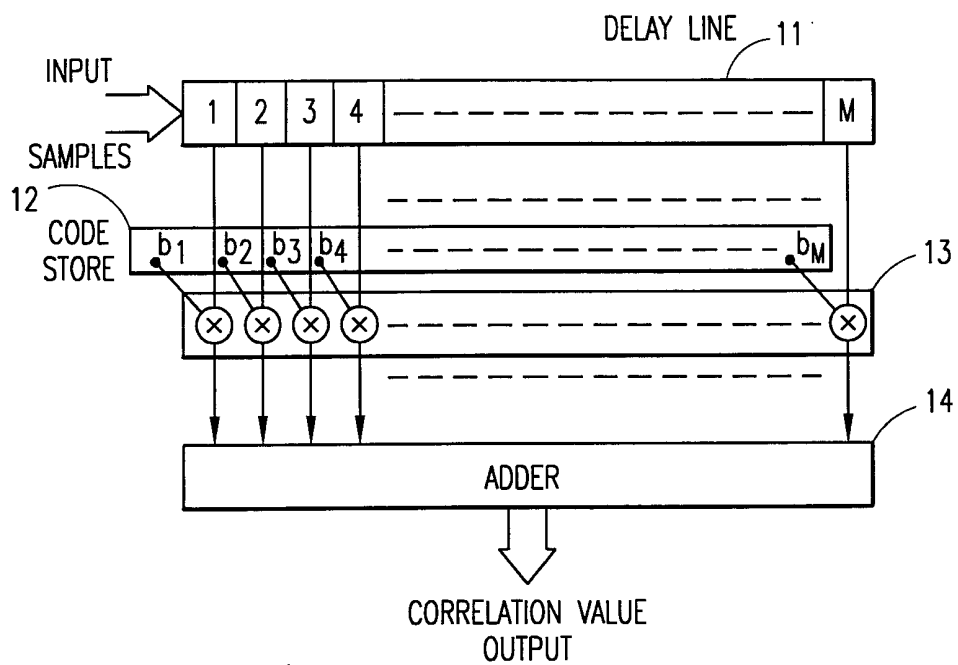 DELAY LINE 11
INPUT
1 2 3 4 M
SAMPLES
12
CODE
STORE
b1 b2 b3 b4 bM
13
× × × × ×
14
ADDER
CORRELATION VALUE
OUTPUT